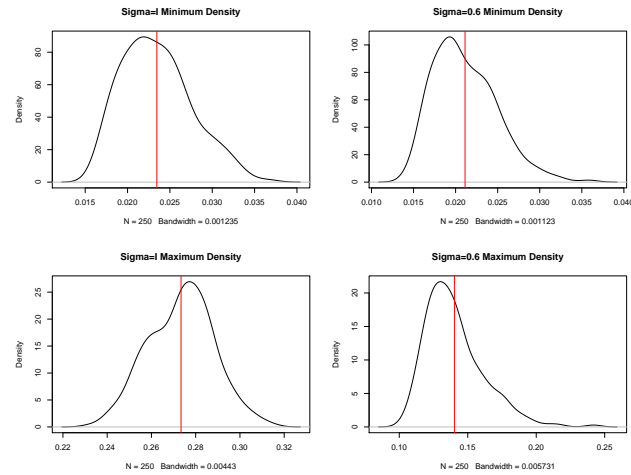 Sigma=I Minimum Density
Density
0 20 40 60 80
0.015 0.020 0.025 0.030 0.035 0.040
N = 250 Bandwidth = 0.001235
Sigma=0.6 Minimum Density
Density
0 20 40 60 80 100
0.010 0.015 0.020 0.025 0.030 0.035 0.040
N = 250 Bandwidth = 0.001123
Sigma=I Maximum Density
Density
0 5 10 15 20 25
0.22 0.24 0.26 0.28 0.30 0.32
N = 250 Bandwidth = 0.00443
Sigma=0.6 Maximum Density
Density
0 5 10 15 20
0.10 0.15 0.20 0.25
N = 250 Bandwidth = 0.005731